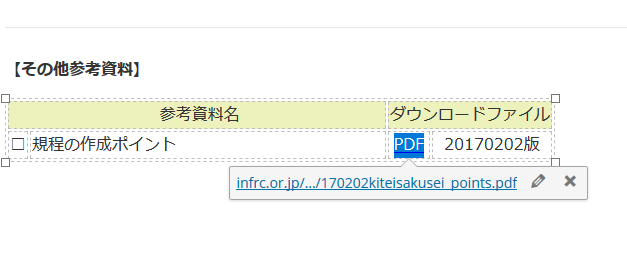 【その他参考資料】
参考資料名 ダウンロードファイル
□ 規程の作成ポイント PDF 20170202版
infrc.or.jp/.../170202kiteisakusei_points.pdf